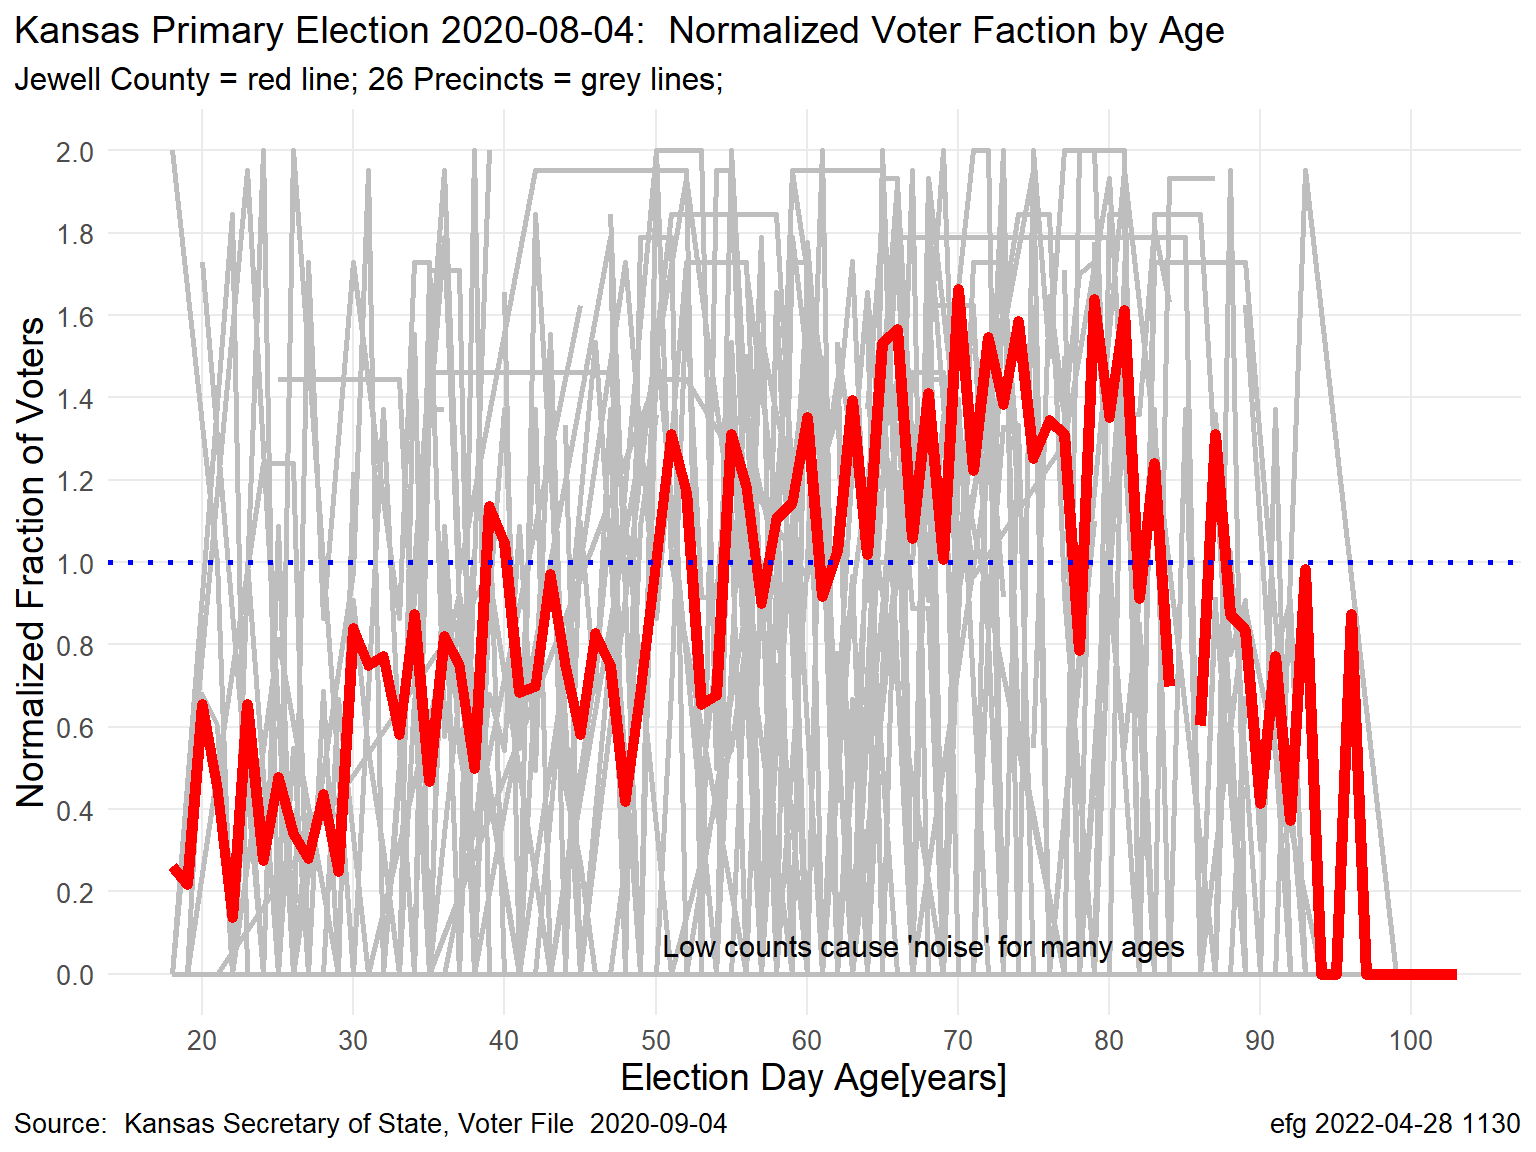 Kansas Primary Election 2020-08-04:  Normalized Voter Faction by Age
Jewell County = red line; 26 Precincts = grey lines;
Normalized Fraction of Voters
2.0
1.8
1.6
1.4
1.2
1.0
0.8
0.6
0.4
0.2
0.0
Low counts cause 'noise' for many ages
20 30 40 50 60 70 80 90 100
Election Day Age[years]
Source:  Kansas Secretary of State, Voter File  2020-09-04
efg 2022-04-28 1130